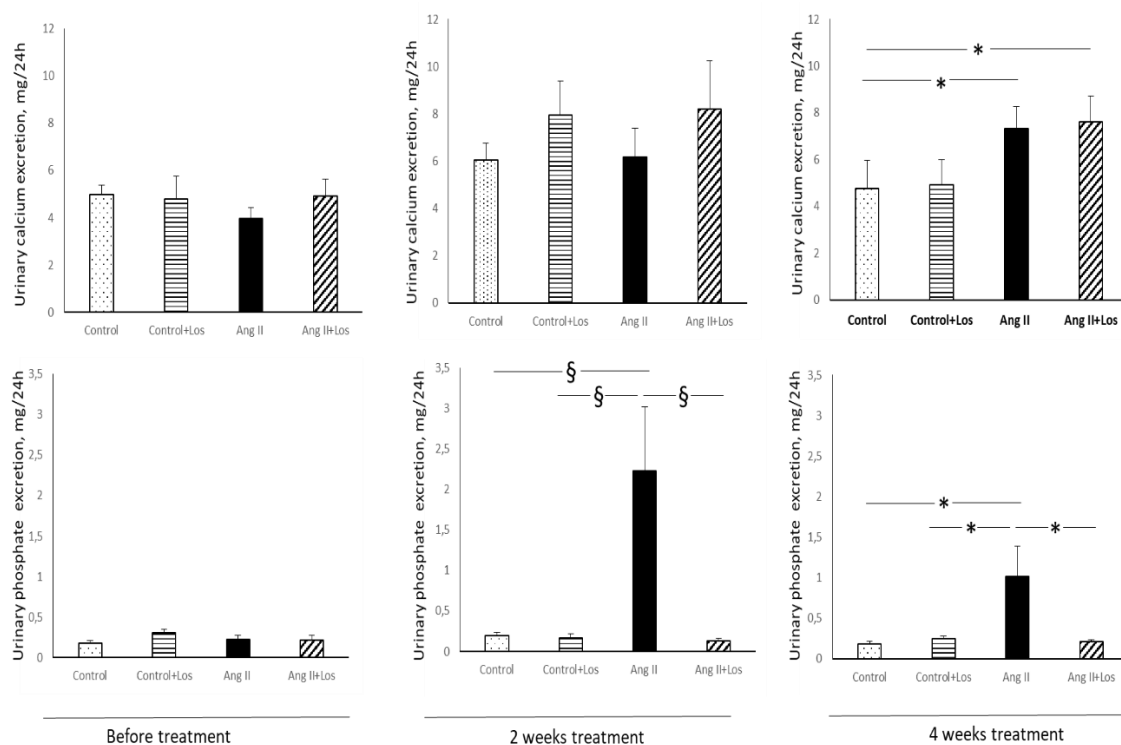 Urinary calcium excretion, mg/24h
12
10
8
6
4
2
0
Control
Control+Los
Ang II
Ang II+Los
Urinary calcium excretion, mg/24h
12
10
8
6
4
2
0
Control
Control+Los
Ang II
Ang II+Los
Urinary calcium excretion, mg/24h
12
10
8
6
4
2
0
*
*
Control
Control+Los
Ang II
Ang II+Los
Urinary phosphate excretion, mg/24h
3,5
3
2,5
2
1,5
1
0,5
0
Control
Control+Los
Ang II
Ang II+Los
Urinary phosphate excretion, mg/24h
3,5
3
2,5
2
1,5
1
0,5
0
§
§
§
Control
Control+Los
Ang II
Ang II+Los
Urinary phosphate excretion, mg/24h
3,5
3
2,5
2
1,5
1
0,5
0
*
*
*
Control
Control+Los
Ang II
Ang II+Los
Before treatment
2 weeks treatment
4 weeks treatment